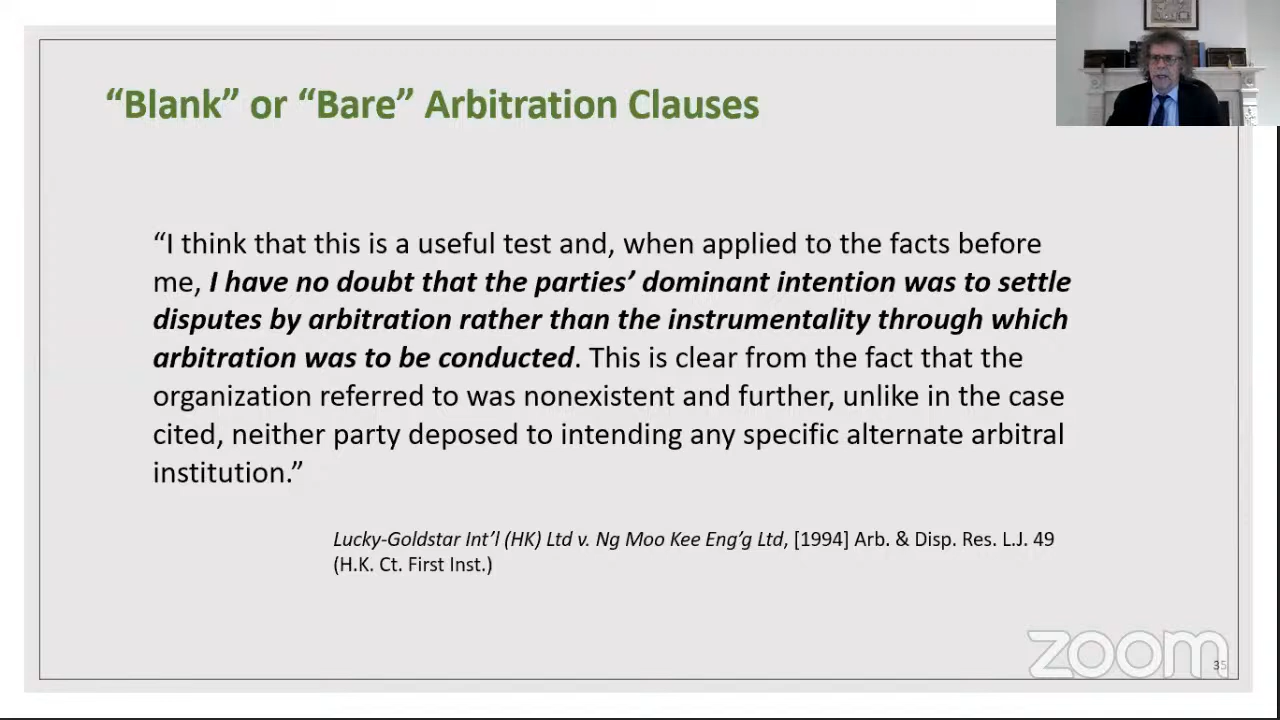 “Blank” or “Bare” Arbitration Clauses
“I think that this is a useful test and, when applied to the facts before
me, I have no doubt that the parties’ dominant intention was to settle
disputes by arbitration rather than the instrumentality through which
arbitration was to be conducted. This is clear from the fact that the
organization referred to was nonexistent and further, unlike in the case
cited, neither party deposed to intending any specific alternate arbitral
institution.”
Lucky-Goldstar Int’l (HK) Ltd v. Ng Moo Kee Eng’g Ltd, [1994] Arb. & Disp. Res. L.J. 49
(H.K. Ct. First Inst.)
zoom
35